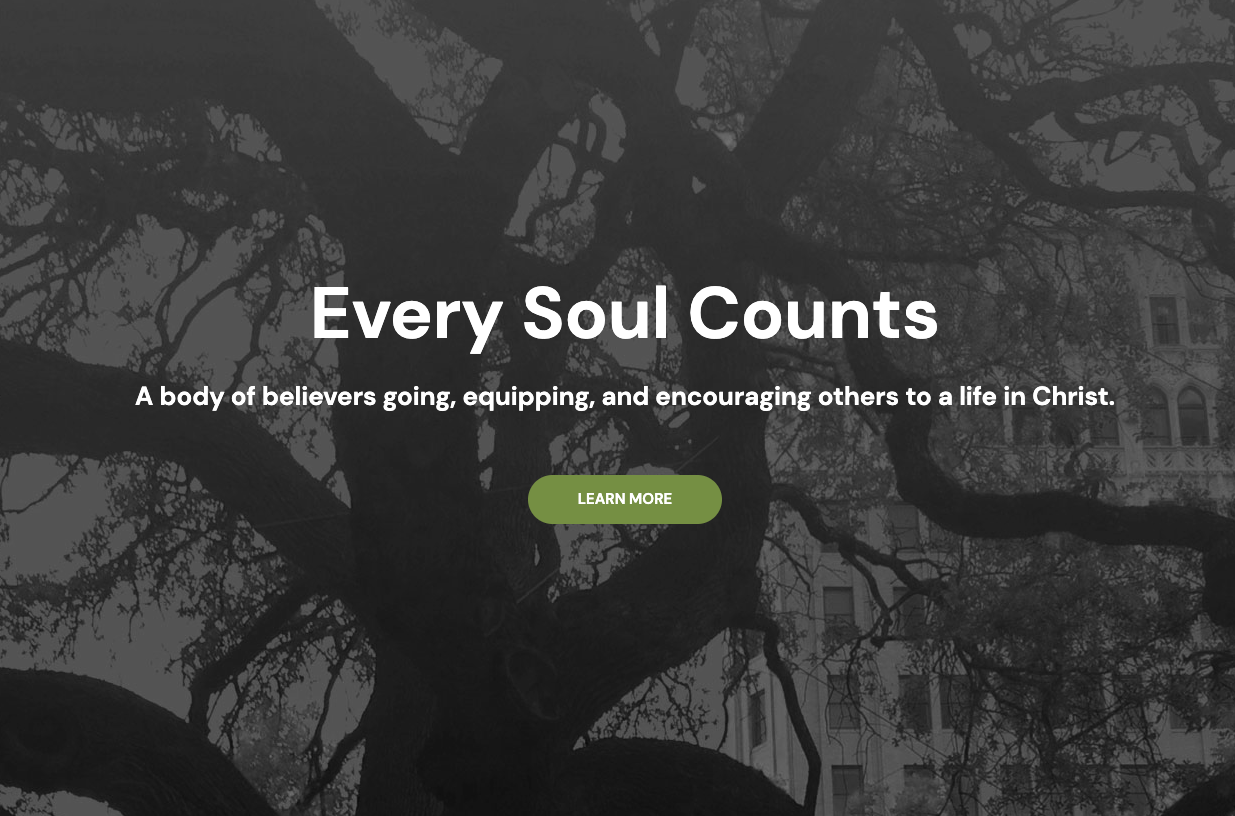 Every Soul Counts
A body of believers going, equipping, and encouraging others to a life in Christ.
LEARN MORE